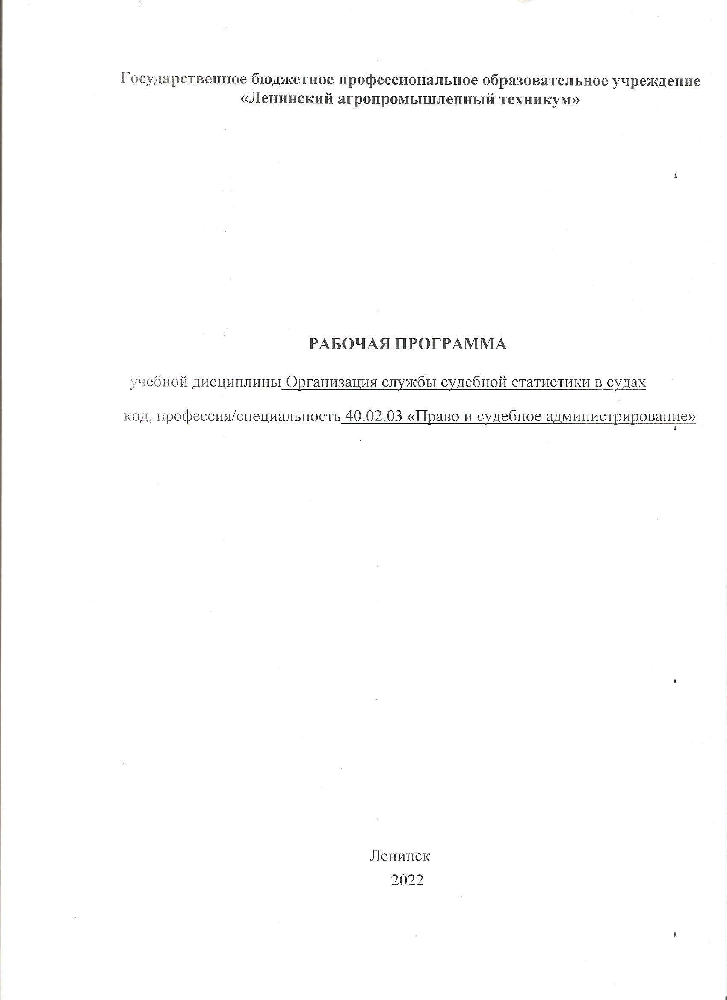 Государственное бюджетное профессиональное образовательное учреждение
«Ленинский агропромышленный техникум»
РАБОЧАЯ ПРОГРАММА
учебной дисциплины Организация службы судебной статистики в судах
код, профессия/специальность 40.02.03 «Право и судебное администрирование»
Ленинск
2022